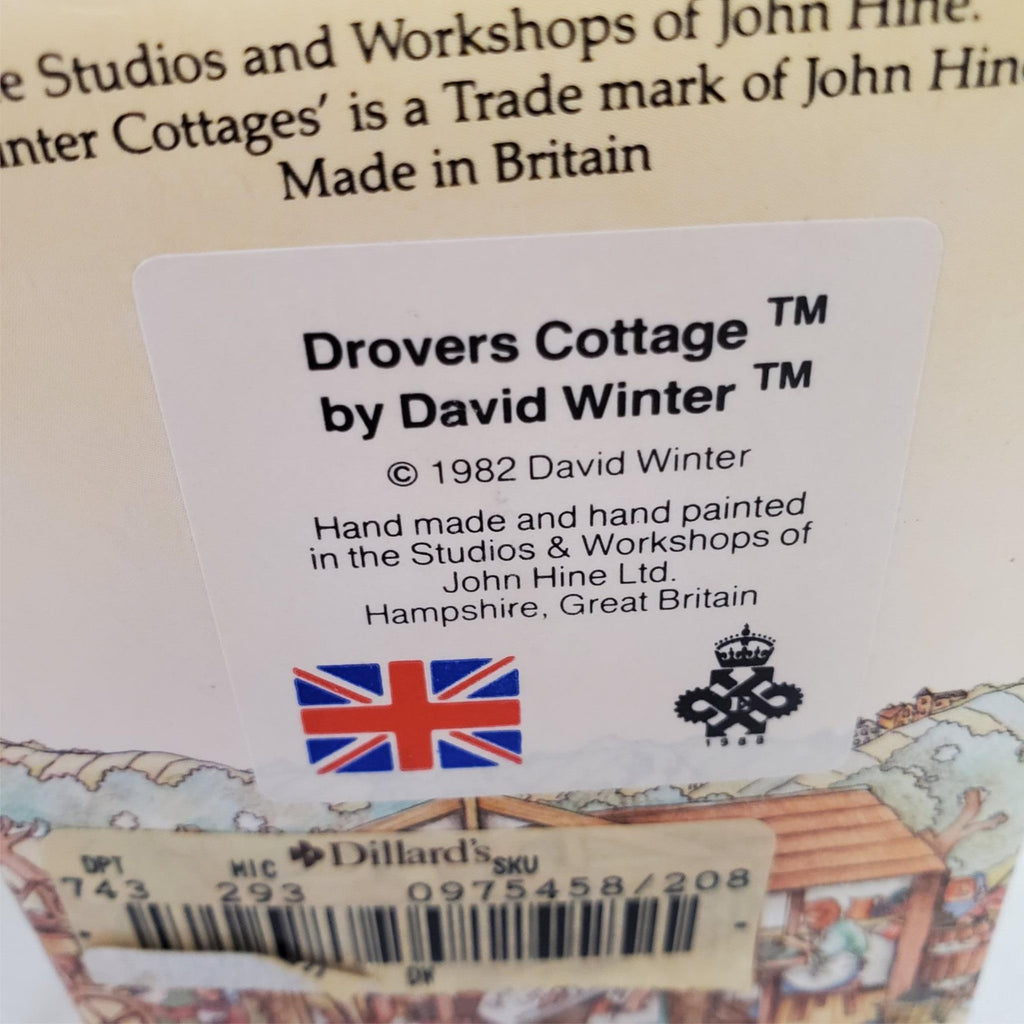 e Studios and Workshops of John Hine.
inter Cottages' is a Trade mark of John Hin
Made in Britain
Drovers Cottage ™
by David Winter ™
© 1982 David Winter
Hand made and hand painted
in the Studios & Workshops of
John Hine Ltd.
Hampshire, Great Britain
E
Dillard's
DPT MIC SKU
743 293 0975458/208